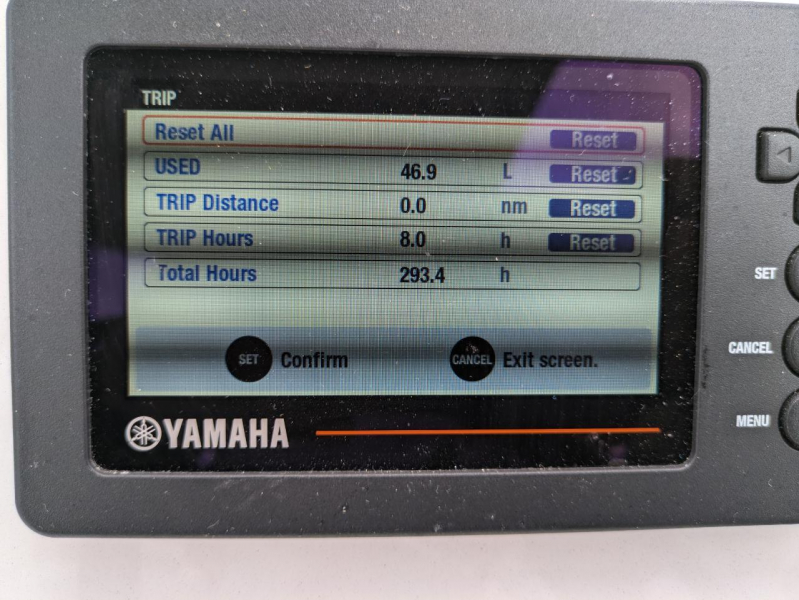 TRIP
Reset All Reset
USED 46.9 L Reset
TRIP Distance 0.0 nm Reset
TRIP Hours 8.0 h Reset
Total Hours 293.4 h
SET Confirm CANCEL Exit screen.
YAMAHA
SET
CANCEL
MENU